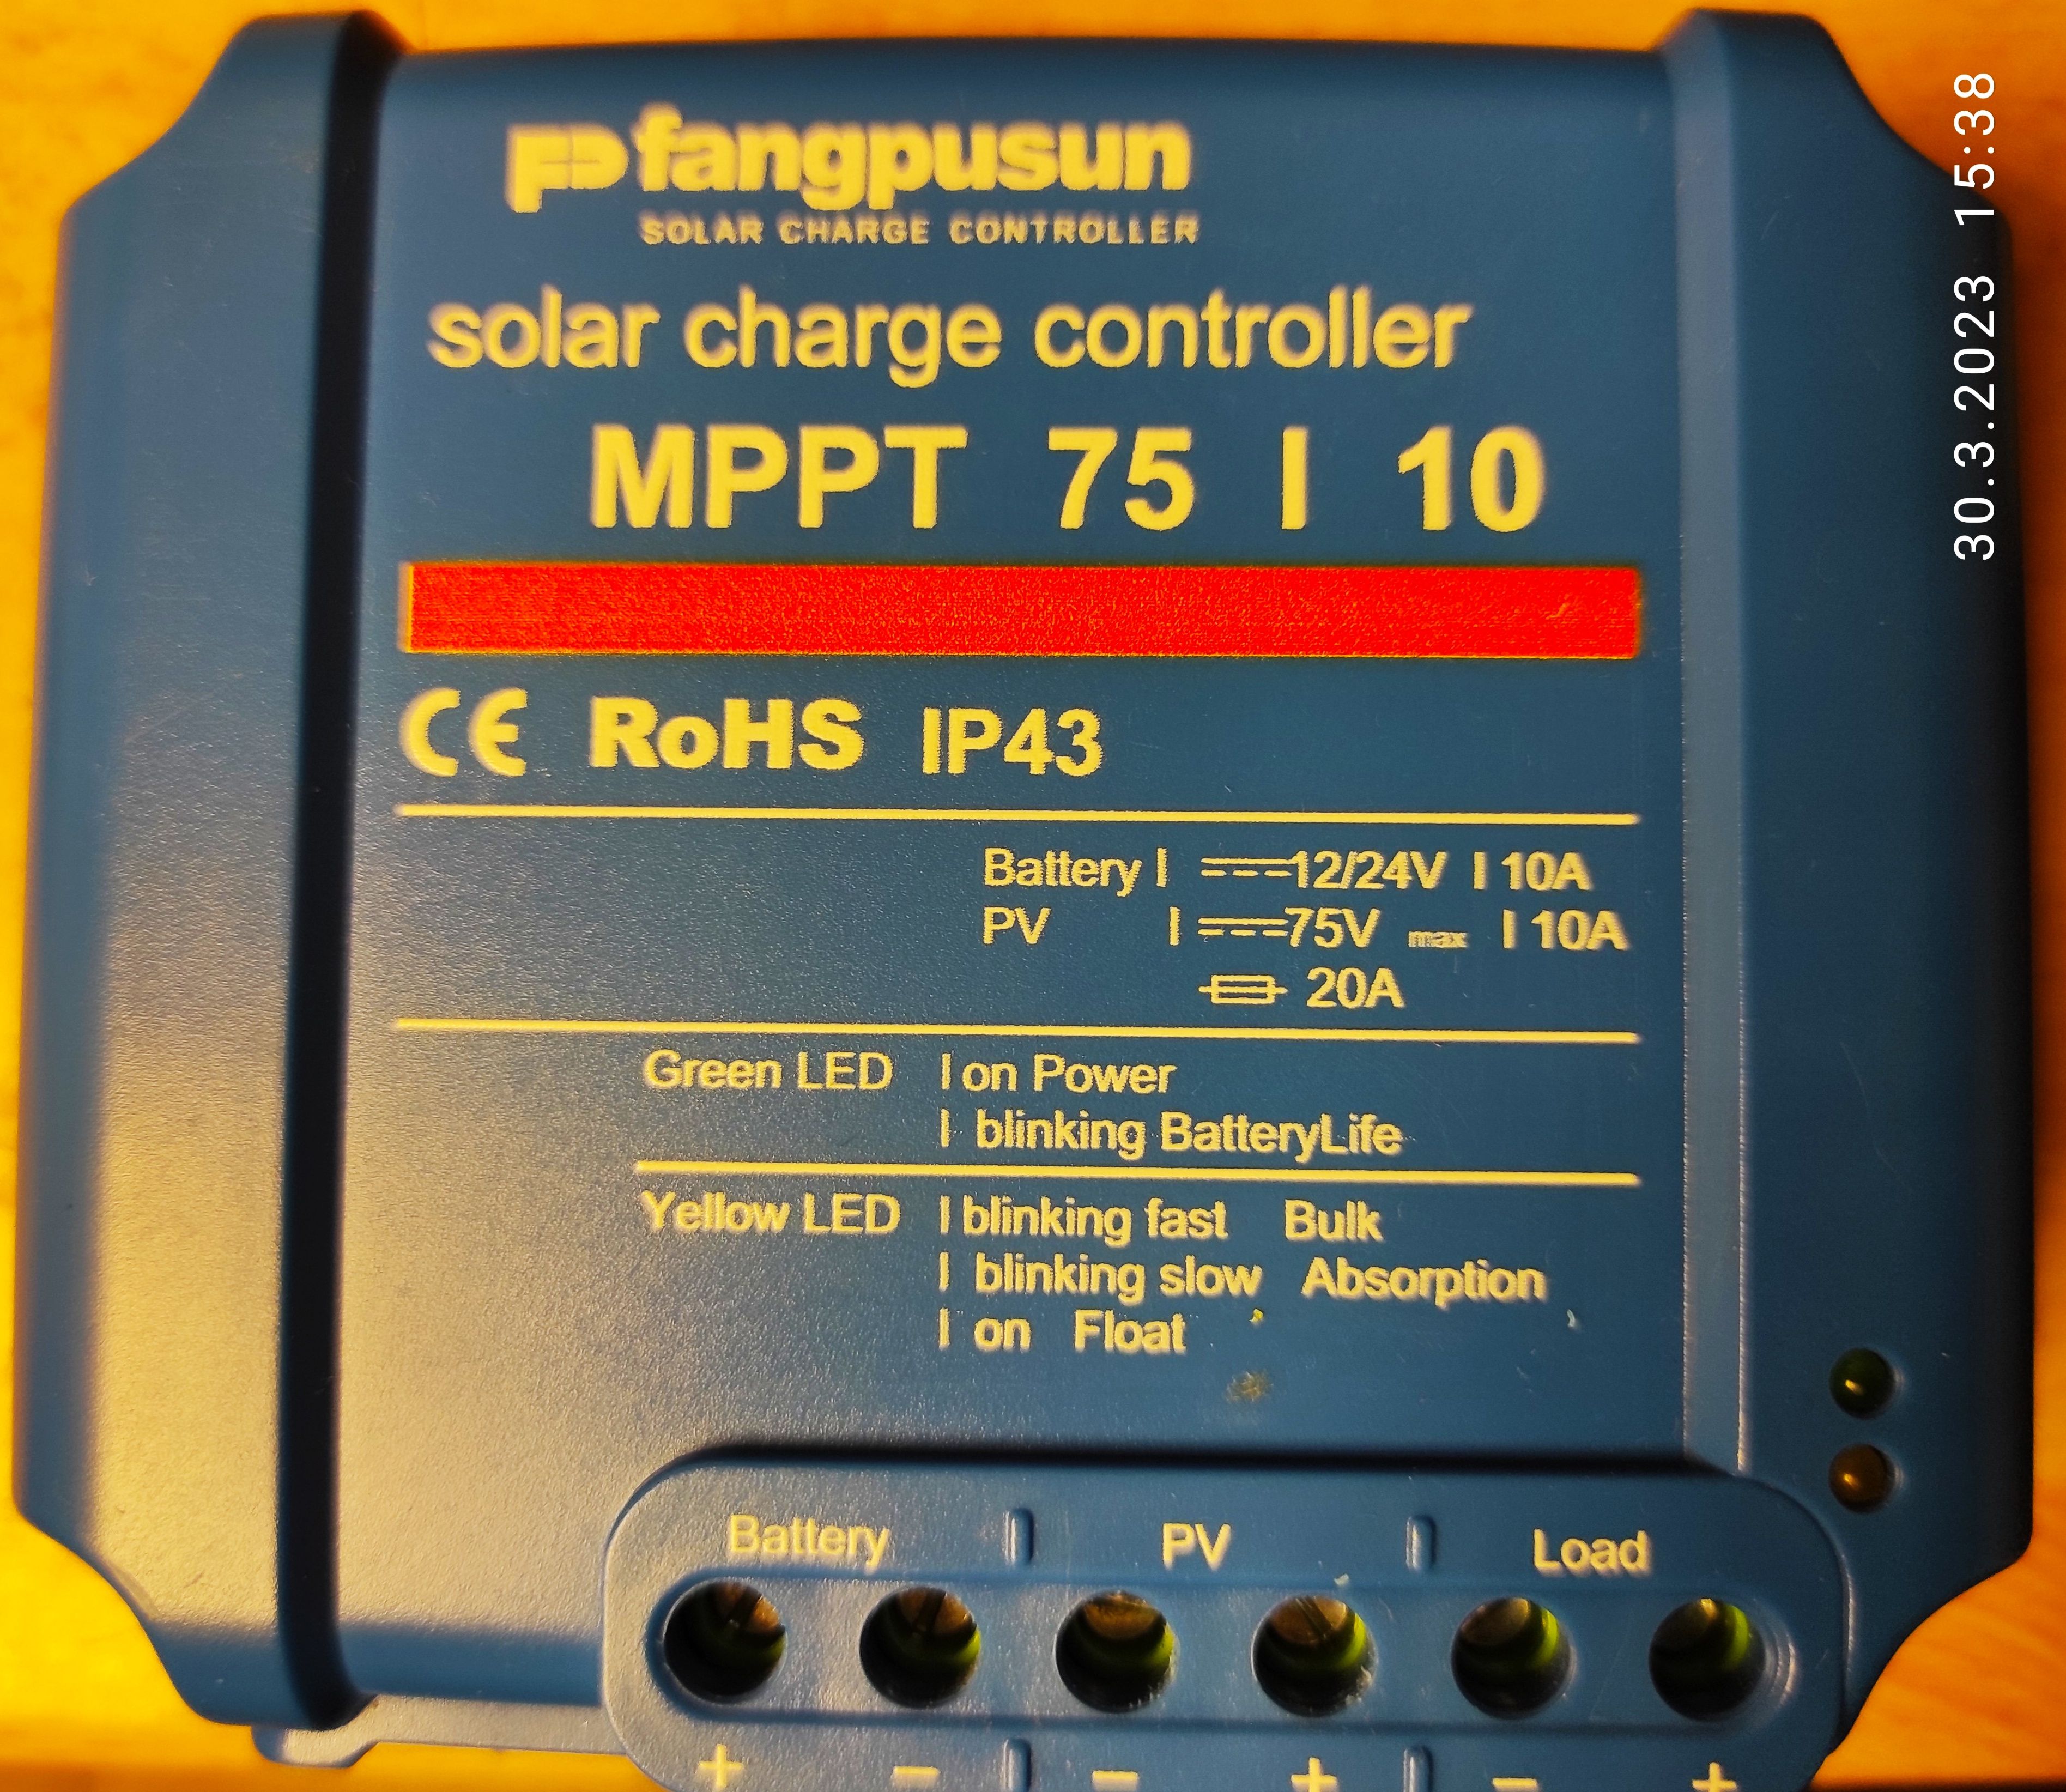 fangpusun
SOLAR CHARGE CONTROLLER
solar charge controller
MPPT 75 I 10
CE RoHS IP43
Battery I 12/24V I 10A
PV I 75V max I 10A
20A
Green LED I on Power
I blinking BatteryLife
Yellow LED I blinking fast Bulk
I blinking slow Absorption
I on Float
Battery PV Load
+ − − + − +
30.3.2023 15:38